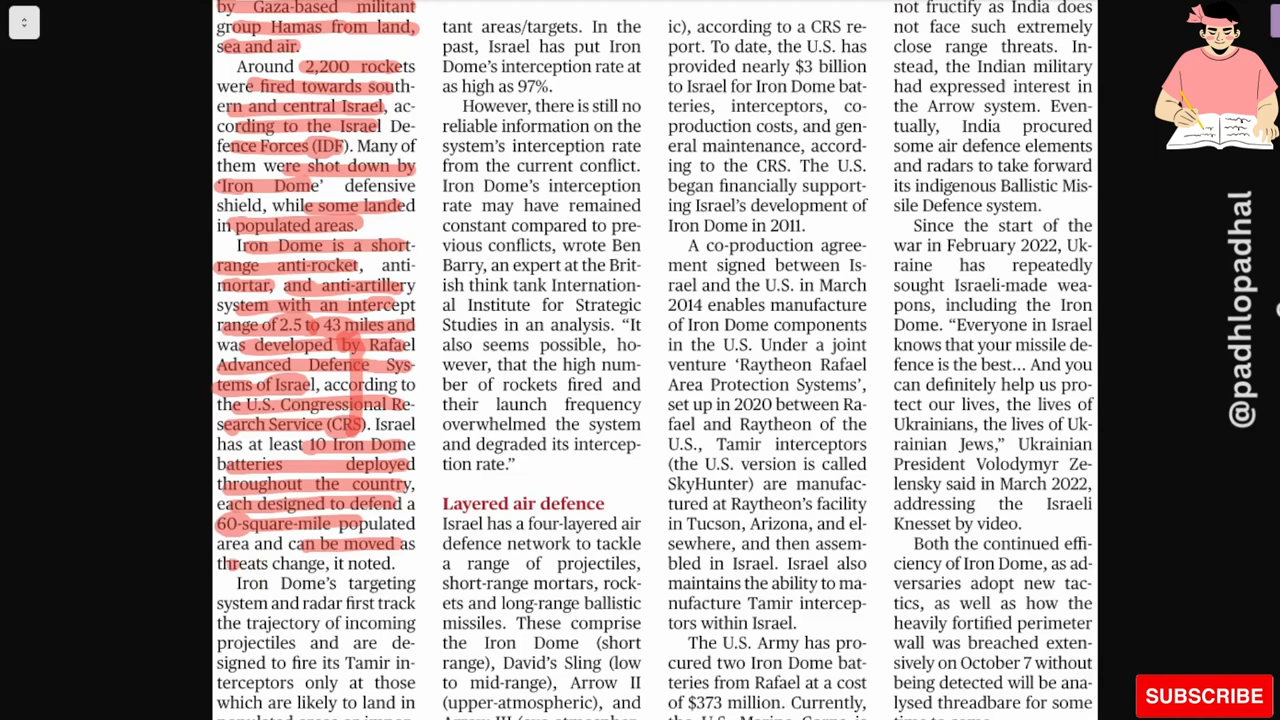 by Gaza-based militant
group Hamas from land,
sea and air.
Around 2,200 rockets
were fired towards south-
ern and central Israel, ac-
cording to the Israel De-
fence Forces (IDF). Many of
them were shot down by
‘Iron Dome’ defensive
shield, while some landed
in populated areas.
Iron Dome is a short-
range anti-rocket, anti-
mortar, and anti-artillery
system with an intercept
range of 2.5 to 43 miles and
was developed by Rafael
Advanced Defence Sys-
tems of Israel, according to
the U.S. Congressional Re-
search Service (CRS). Israel
has at least 10 Iron Dome
batteries deployed
throughout the country,
each designed to defend a
60-square-mile populated
area and can be moved as
threats change, it noted.
Iron Dome’s targeting
system and radar first track
the trajectory of incoming
projectiles and are de-
signed to fire its Tamir in-
terceptors only at those
which are likely to land in
populated areas or impor-
tant areas/targets. In the
past, Israel has put Iron
Dome’s interception rate at
as high as 97%.
However, there is still no
reliable information on the
system’s interception rate
from the current conflict.
Iron Dome’s interception
rate may have remained
constant compared to pre-
vious conflicts, wrote Ben
Barry, an expert at the Brit-
ish think tank Internation-
al Institute for Strategic
Studies in an analysis. “It
also seems possible, ho-
wever, that the high num-
ber of rockets fired and
their launch frequency
overwhelmed the system
and degraded its intercep-
tion rate.”
Layered air defence
Israel has a four-layered air
defence network to tackle
a range of projectiles,
short-range mortars, rock-
ets and long-range ballistic
missiles. These comprise
the Iron Dome (short
range), David’s Sling (low
to mid-range), Arrow II
(upper-atmospheric), and
Arrow III (exo-atmospher-
ic), according to a CRS re-
port. To date, the U.S. has
provided nearly $3 billion
to Israel for Iron Dome bat-
teries, interceptors, co-
production costs, and gen-
eral maintenance, accord-
ing to the CRS. The U.S.
began financially support-
ing Israel’s development of
Iron Dome in 2011.
A co-production agree-
ment signed between Is-
rael and the U.S. in March
2014 enables manufacture
of Iron Dome components
in the U.S. Under a joint
venture ‘Raytheon Rafael
Area Protection Systems’,
set up in 2020 between Ra-
fael and Raytheon of the
U.S., Tamir interceptors
(the U.S. version is called
SkyHunter) are manufac-
tured at Raytheon’s facility
in Tucson, Arizona, and el-
sewhere, and then assem-
bled in Israel. Israel also
maintains the ability to ma-
nufacture Tamir intercep-
tors within Israel.
The U.S. Army has pro-
cured two Iron Dome bat-
teries from Rafael at a cost
of $373 million. Currently,
the U.S. Marine Corps is
not fructify as India does
not face such extremely
close range threats. In-
stead, the Indian military
had expressed interest in
the Arrow system. Even-
tually, India procured
some air defence elements
and radars to take forward
its indigenous Ballistic Mis-
sile Defence system.
Since the start of the
war in February 2022, Uk-
raine has repeatedly
sought Israeli-made wea-
pons, including the Iron
Dome. “Everyone in Israel
knows that your missile de-
fence is the best... And you
can definitely help us pro-
tect our lives, the lives of
Ukrainians, the lives of Uk-
rainian Jews,” Ukrainian
President Volodymyr Ze-
lensky said in March 2022,
addressing the Israeli
Knesset by video.
Both the continued effi-
ciency of Iron Dome, as ad-
versaries adopt new tac-
tics, as well as how the
heavily fortified perimeter
wall was breached exten-
sively on October 7 without
being detected will be ana-
lysed threadbare for some
time to come.
@padhlopadhal
SUBSCRIBE